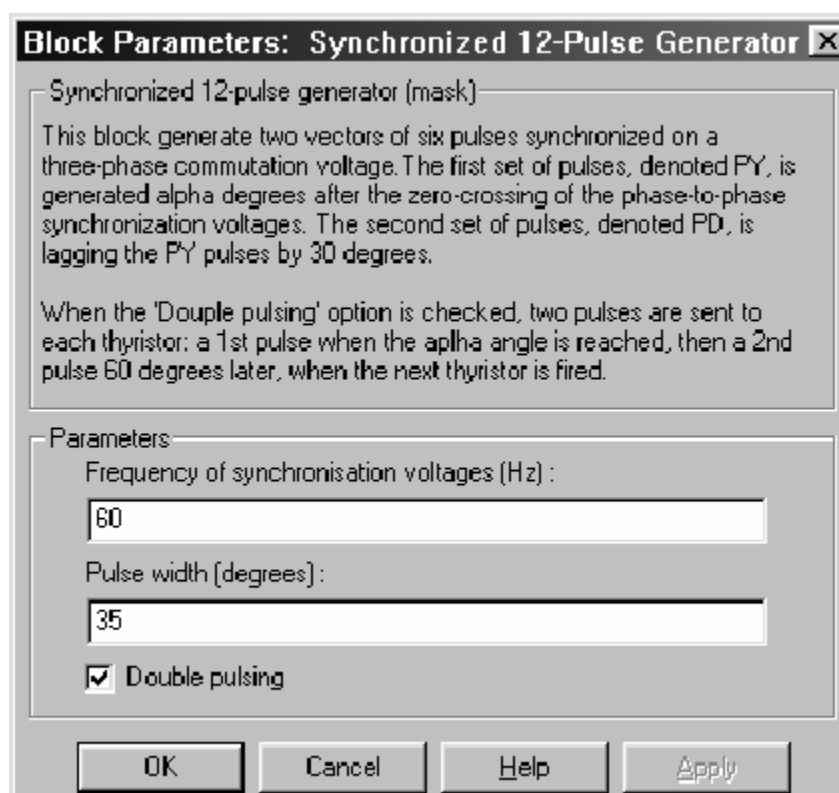 Block Parameters: Synchronized 12-Pulse Generator
Synchronized 12-pulse generator (mask)
This block generate two vectors of six pulses synchronized on a
three-phase commutation voltage.The first set of pulses, denoted PY, is
generated alpha degrees after the zero-crossing of the phase-to-phase
synchronization voltages. The second set of pulses, denoted PD, is
lagging the PY pulses by 30 degrees.
When the 'Douple pulsing' option is checked, two pulses are sent to
each thyristor: a 1st pulse when the aplha angle is reached, then a 2nd
pulse 60 degrees later, when the next thyristor is fired.
Parameters
Frequency of synchronisation voltages (Hz) :
60
Pulse width (degrees) :
35
Double pulsing
OK Cancel Help Apply